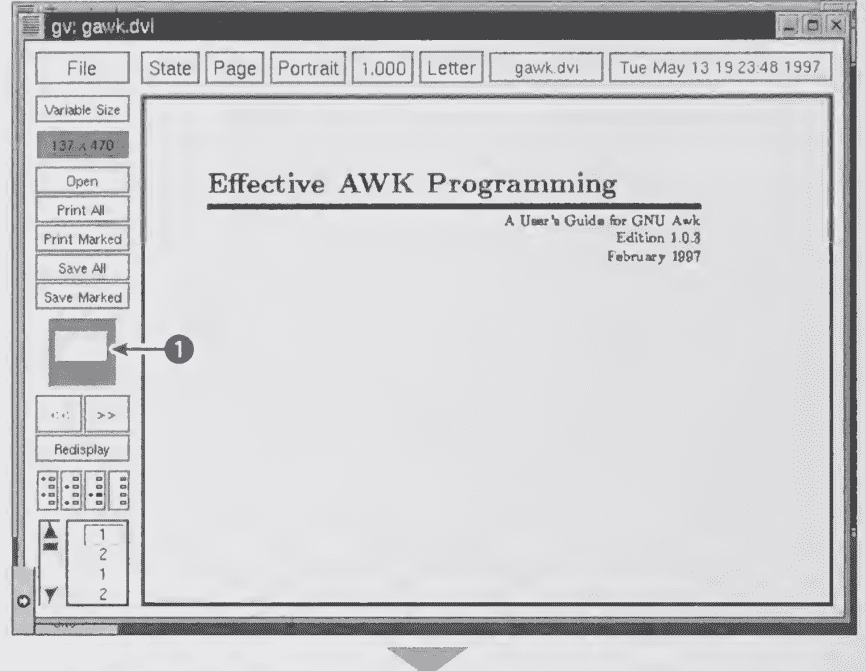 gv: gawk.dvi
File State Page Portrait 1.000 Letter gawk.dvi Tue May 13 19 23:48 1997
Variable Size
137 x 470
Open
Print All
Print Marked
Save All
Save Marked
1
<< >>
Redisplay
1
2
1
2
Effective AWK Programming
A User's Guide for GNU Awk
Edition 1.0.3
February 1997